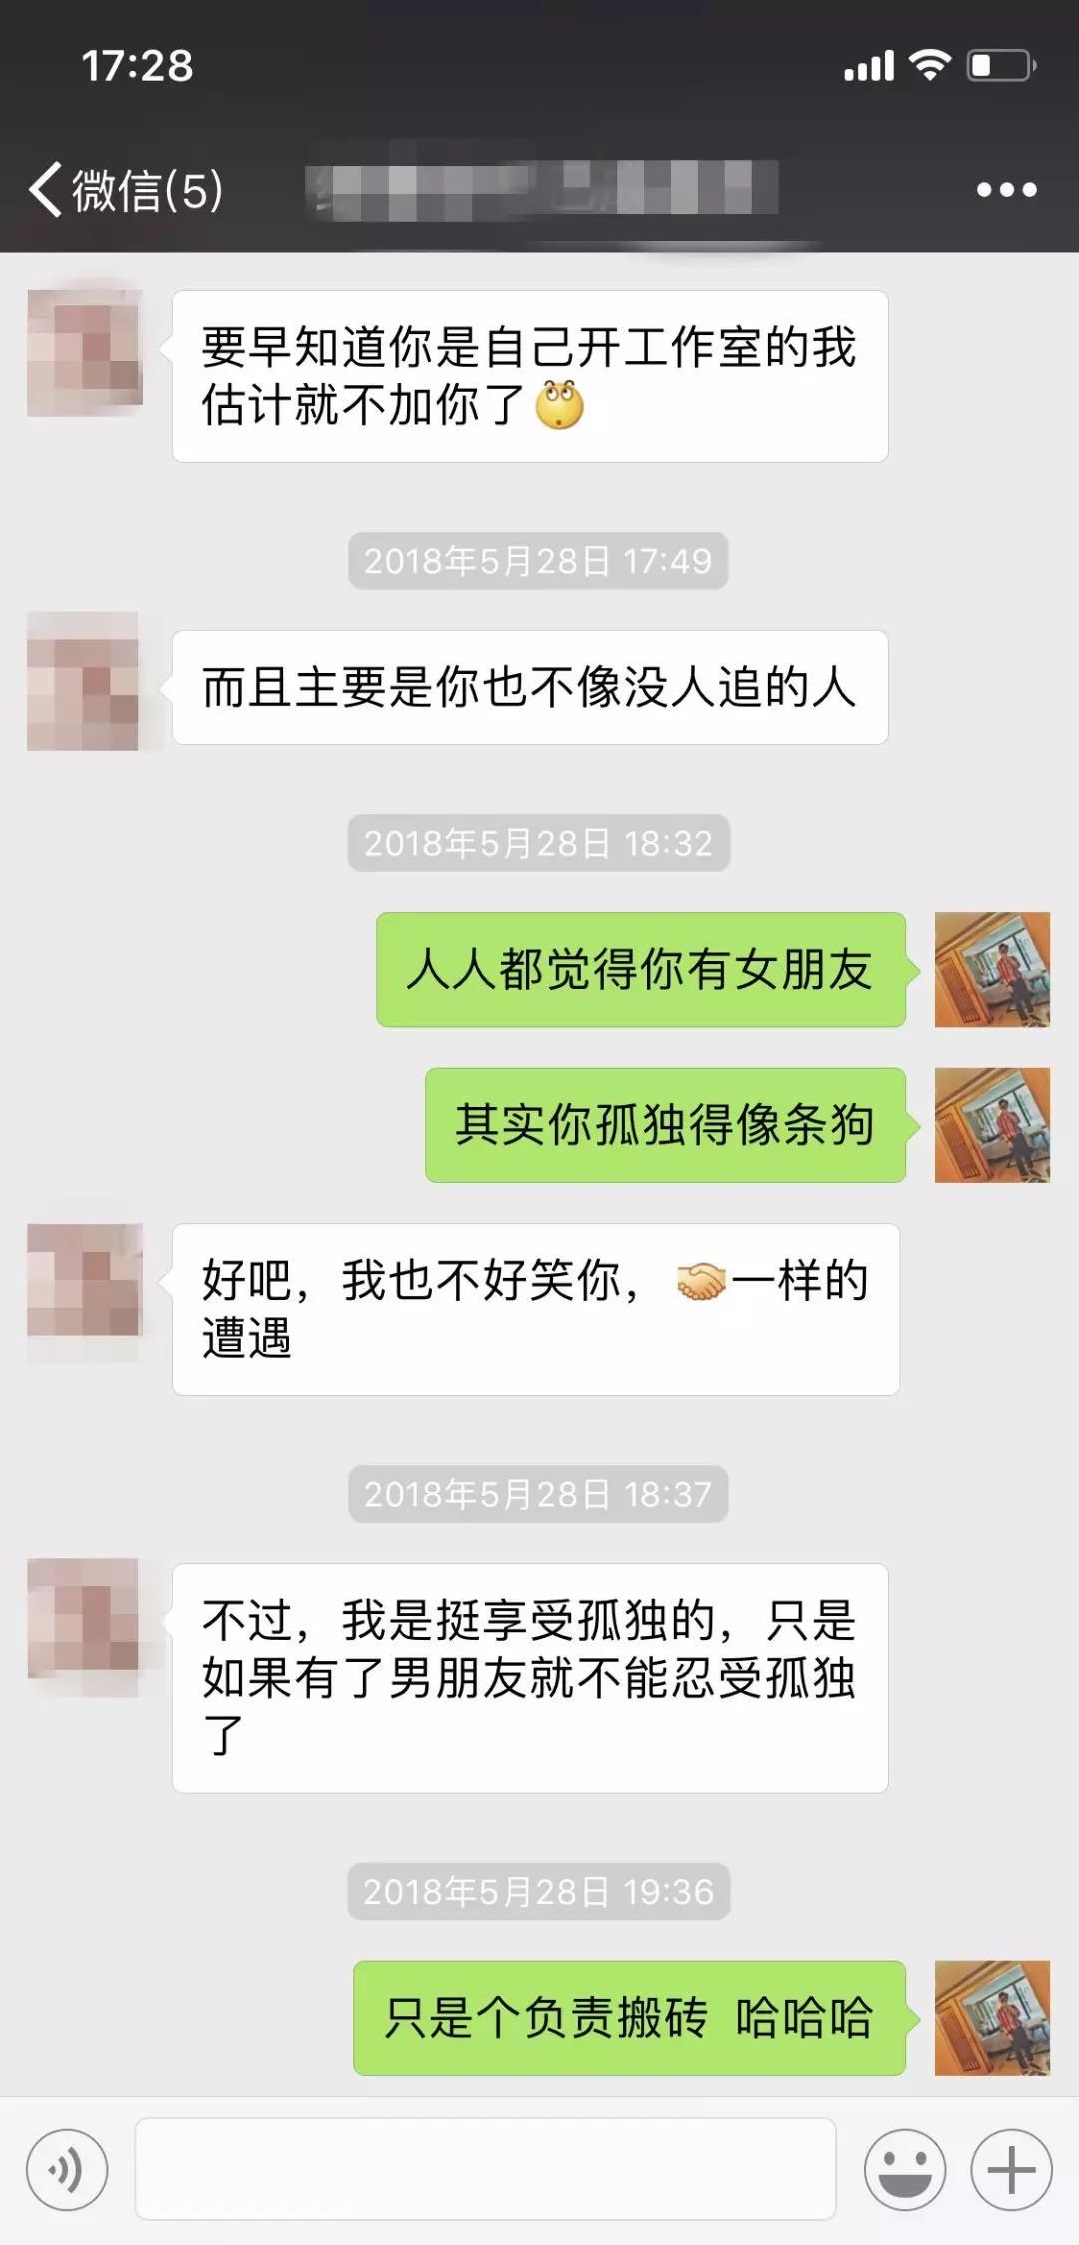 17:28
微信(5)
要早知道你是自己开工作室的我
估计就不加你了
2018年5月28日 17:49
而且主要是你也不像没人追的人
2018年5月28日 18:32
人人都觉得你有女朋友
其实你孤独得像条狗
好吧，我也不好笑你，🤝一样的
遭遇
2018年5月28日 18:37
不过，我是挺享受孤独的，只是
如果有了男朋友就不能忍受孤独
了
2018年5月28日 19:36
只是个负责搬砖 哈哈哈